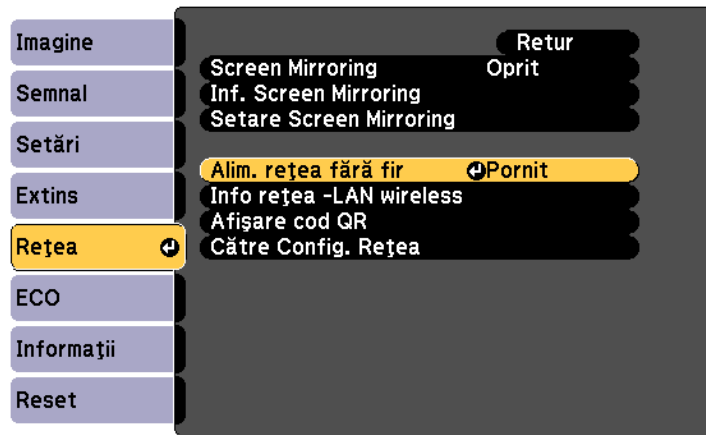 Imagine
Semnal
Setări
Extins
Reţea
ECO
Informaţii
Reset
Retur
Screen Mirroring Oprit
Inf. Screen Mirroring
Setare Screen Mirroring
Alim. reţea fără fir Pornit
Info reţea -LAN wireless
Afişare cod QR
Către Config. Reţea